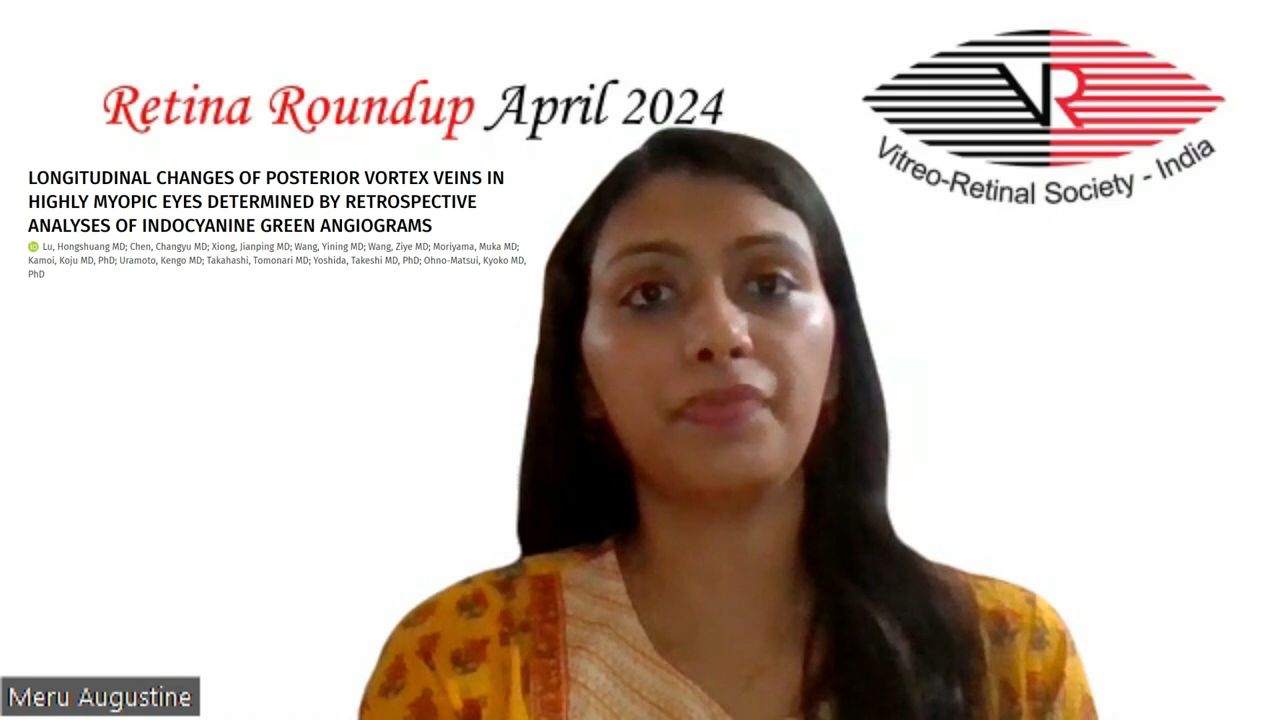 Retina Roundup April 2024
VR
Vitreo-Retinal Society - India
LONGITUDINAL CHANGES OF POSTERIOR VORTEX VEINS IN
HIGHLY MYOPIC EYES DETERMINED BY RETROSPECTIVE
ANALYSES OF INDOCYANINE GREEN ANGIOGRAMS
iD Lu, Hongshuang MD; Chen, Changyu MD; Xiong, Jianping MD; Wang, Yining MD; Wang, Ziye MD; Moriyama, Muka MD;
Kamoi, Koju MD, PhD; Uramoto, Kengo MD; Takahashi, Tomonari MD; Yoshida, Takeshi MD, PhD; Ohno-Matsui, Kyoko MD,
PhD
Meru Augustine